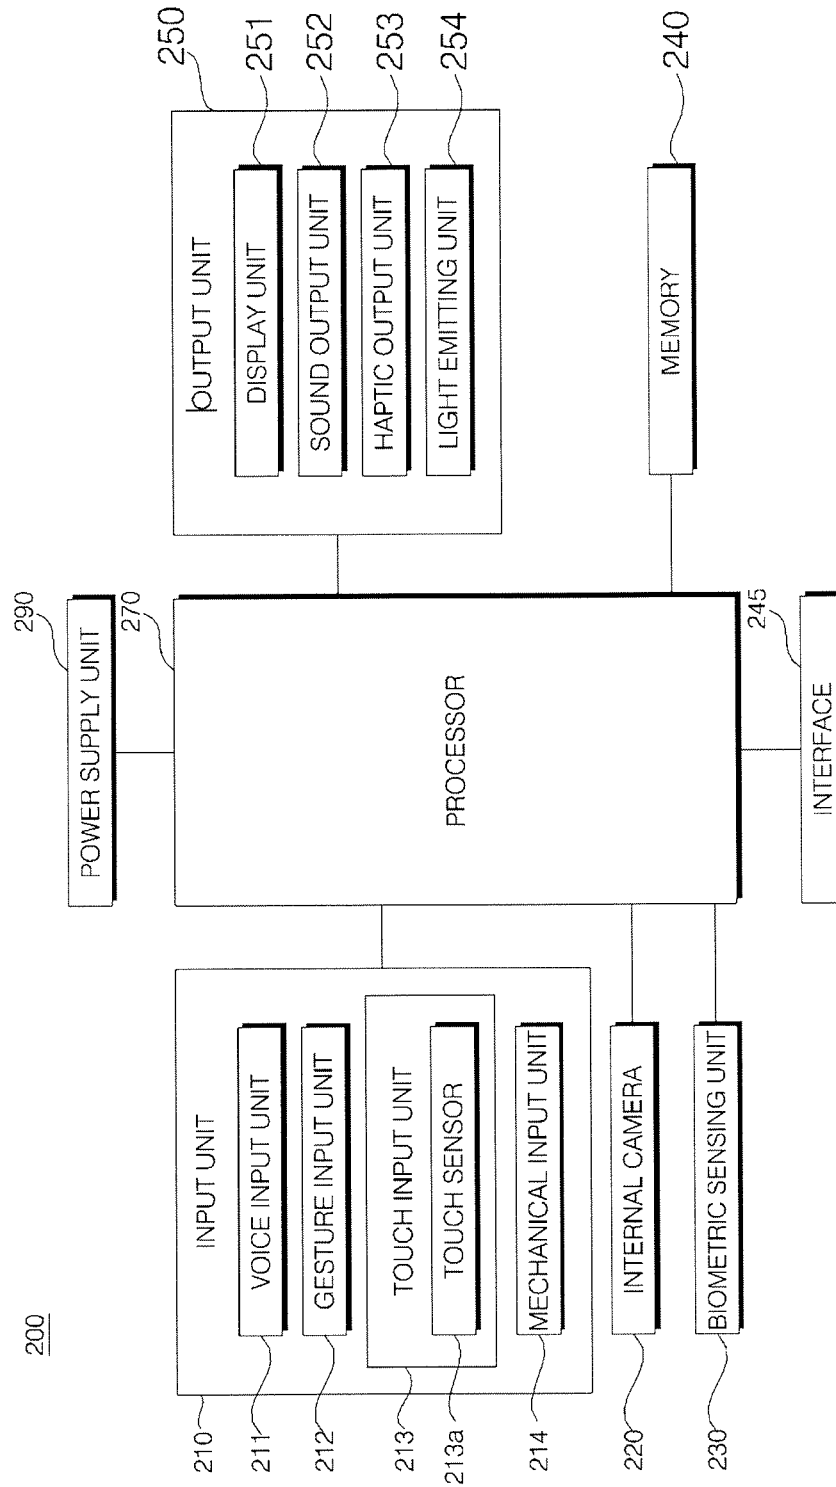 200
290
POWER SUPPLY UNIT
210
INPUT UNIT
211
VOICE INPUT UNIT
212
GESTURE INPUT UNIT
213
TOUCH INPUT UNIT
213a
TOUCH SENSOR
214
MECHANICAL INPUT UNIT
220
INTERNAL CAMERA
230
BIOMETRIC SENSING UNIT
270
PROCESSOR
245
INTERFACE
250
OUTPUT UNIT
DISPLAY UNIT
251
SOUND OUTPUT UNIT
252
HAPTIC OUTPUT UNIT
253
LIGHT EMITTING UNIT
254
MEMORY
240